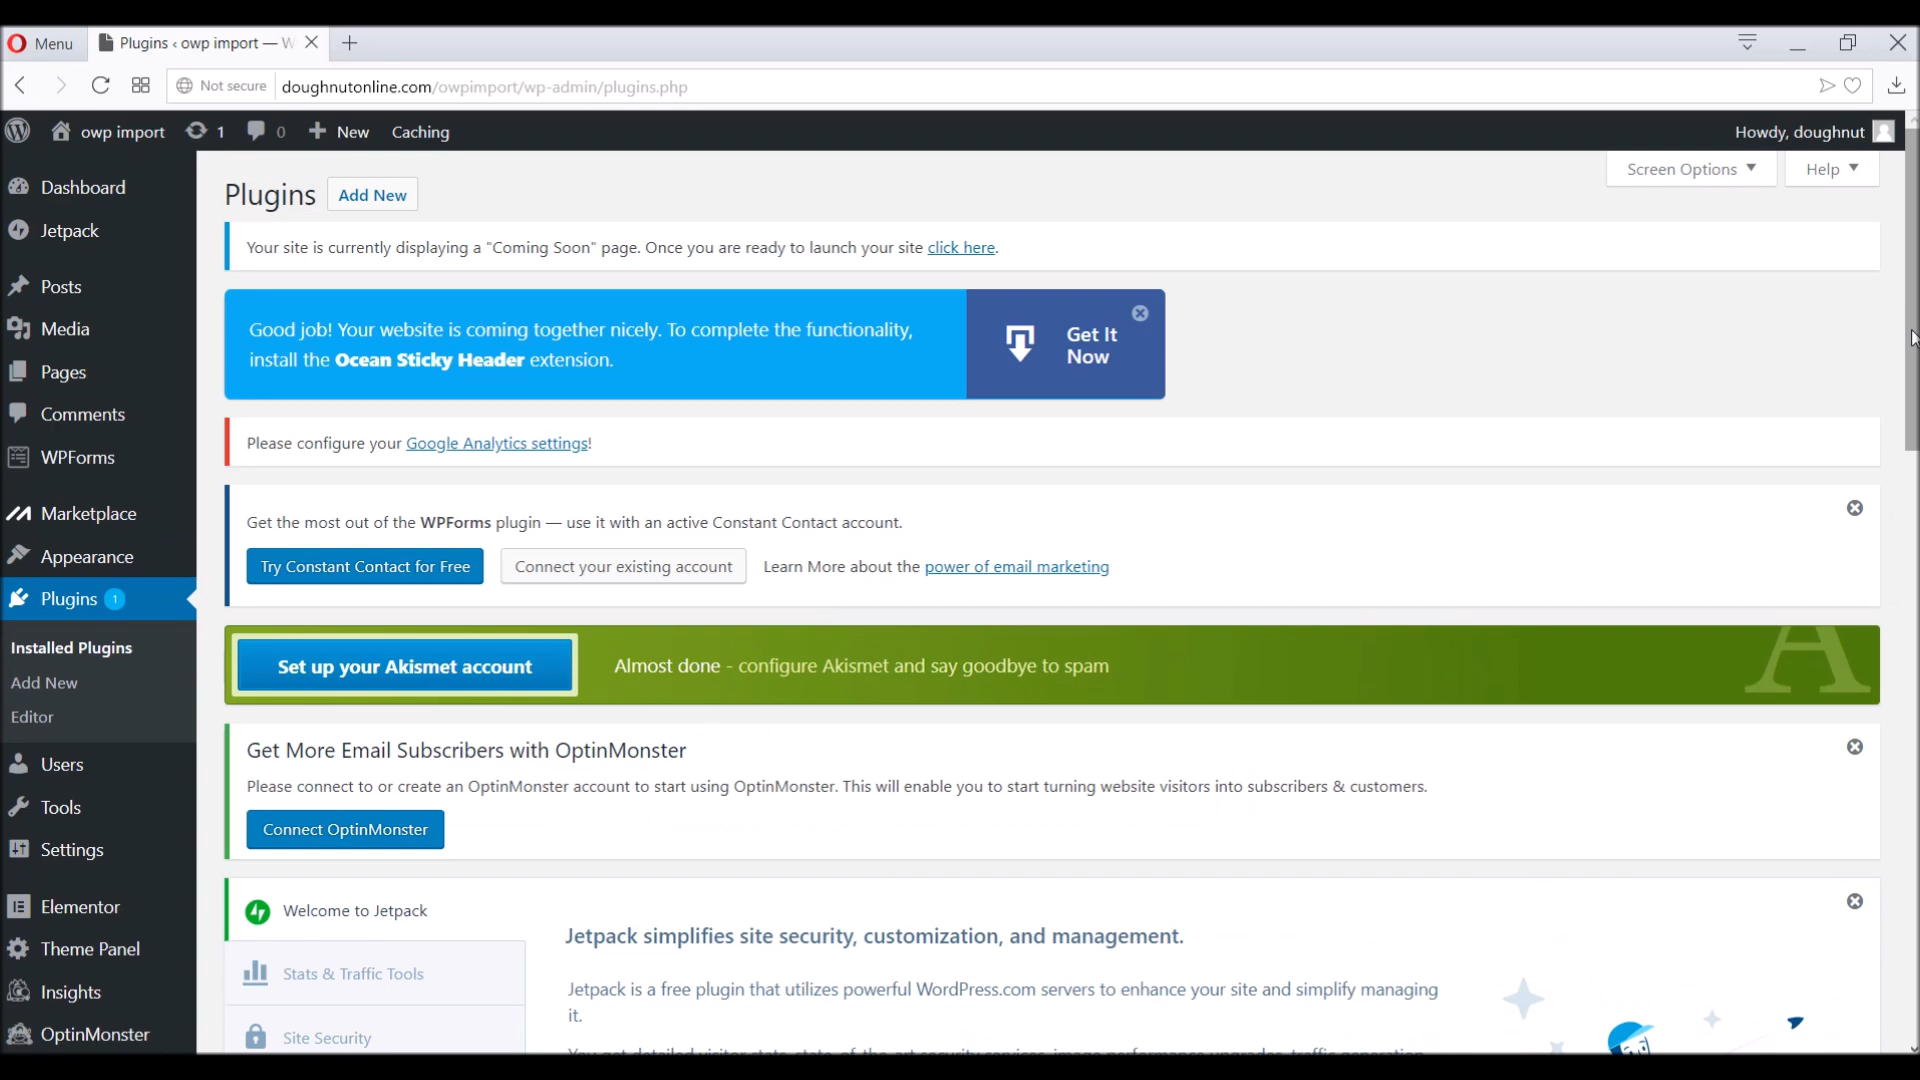 Menu
Plugins ‹ owp import — W
Not secure
doughnutonline.com/owpimport/wp-admin/plugins.php
owp import
1
0
New
Caching
Howdy, doughnut
Screen Options
Help
Dashboard
Jetpack
Posts
Media
Pages
Comments
WPForms
Marketplace
Appearance
Plugins 1
Installed Plugins
Add New
Editor
Users
Tools
Settings
Elementor
Theme Panel
Insights
OptinMonster
Plugins
Add New
Your site is currently displaying a "Coming Soon" page. Once you are ready to launch your site click here.
Good job! Your website is coming together nicely. To complete the functionality,
install the Ocean Sticky Header extension.
Get It
Now
Please configure your Google Analytics settings!
Get the most out of the WPForms plugin — use it with an active Constant Contact account.
Try Constant Contact for Free
Connect your existing account
Learn More about the power of email marketing
Set up your Akismet account
Almost done - configure Akismet and say goodbye to spam
A
Get More Email Subscribers with OptinMonster
Please connect to or create an OptinMonster account to start using OptinMonster. This will enable you to start turning website visitors into subscribers & customers.
Connect OptinMonster
Welcome to Jetpack
Stats & Traffic Tools
Site Security
Jetpack simplifies site security, customization, and management.
Jetpack is a free plugin that utilizes powerful WordPress.com servers to enhance your site and simplify managing
it.